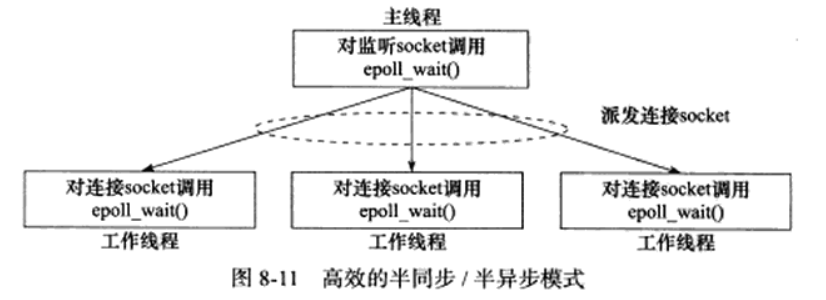 主线程
对监听socket调用
epoll_wait()
派发连接socket
对连接socket调用
epoll_wait()
工作线程
对连接socket调用
epoll_wait()
工作线程
对连接socket调用
epoll_wait()
工作线程
图 8-11 高效的半同步 / 半异步模式